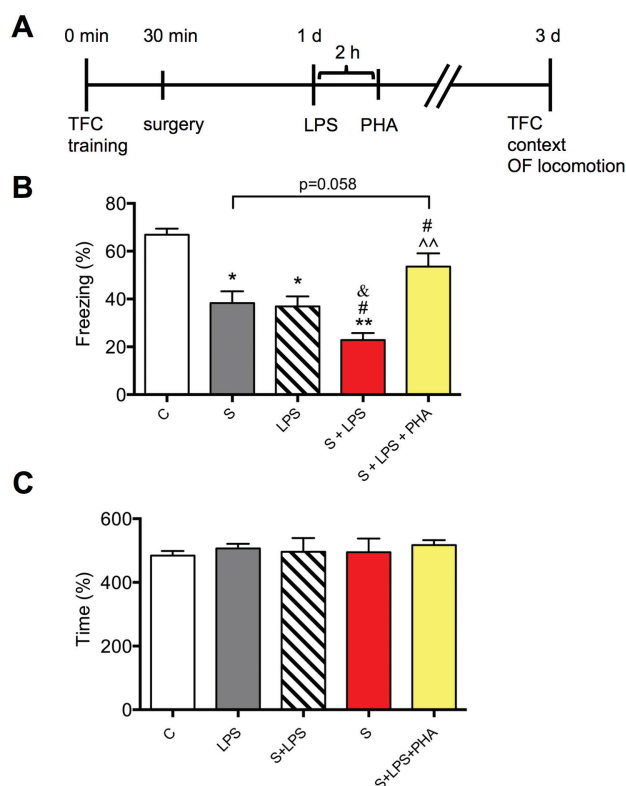 A
0 min 30 min 1 d 3 d
2 h
TFC
training
surgery
LPS PHA
TFC
context
OF locomotion
B
p=0.058
Freezing (%)
80
60
40
20
0
*
*
&
#
**
#
^^
C
S
LPS
S + LPS
S + LPS + PHA
C
Time (%)
600
400
200
0
C
LPS
S+LPS
S
S+LPS+PHA